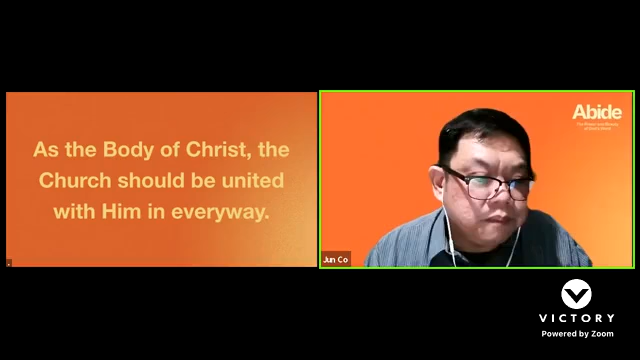 As the Body of Christ, the
Church should be united
with Him in everyway.
Abide
Jun Co
VICTORY
Powered by Zoom